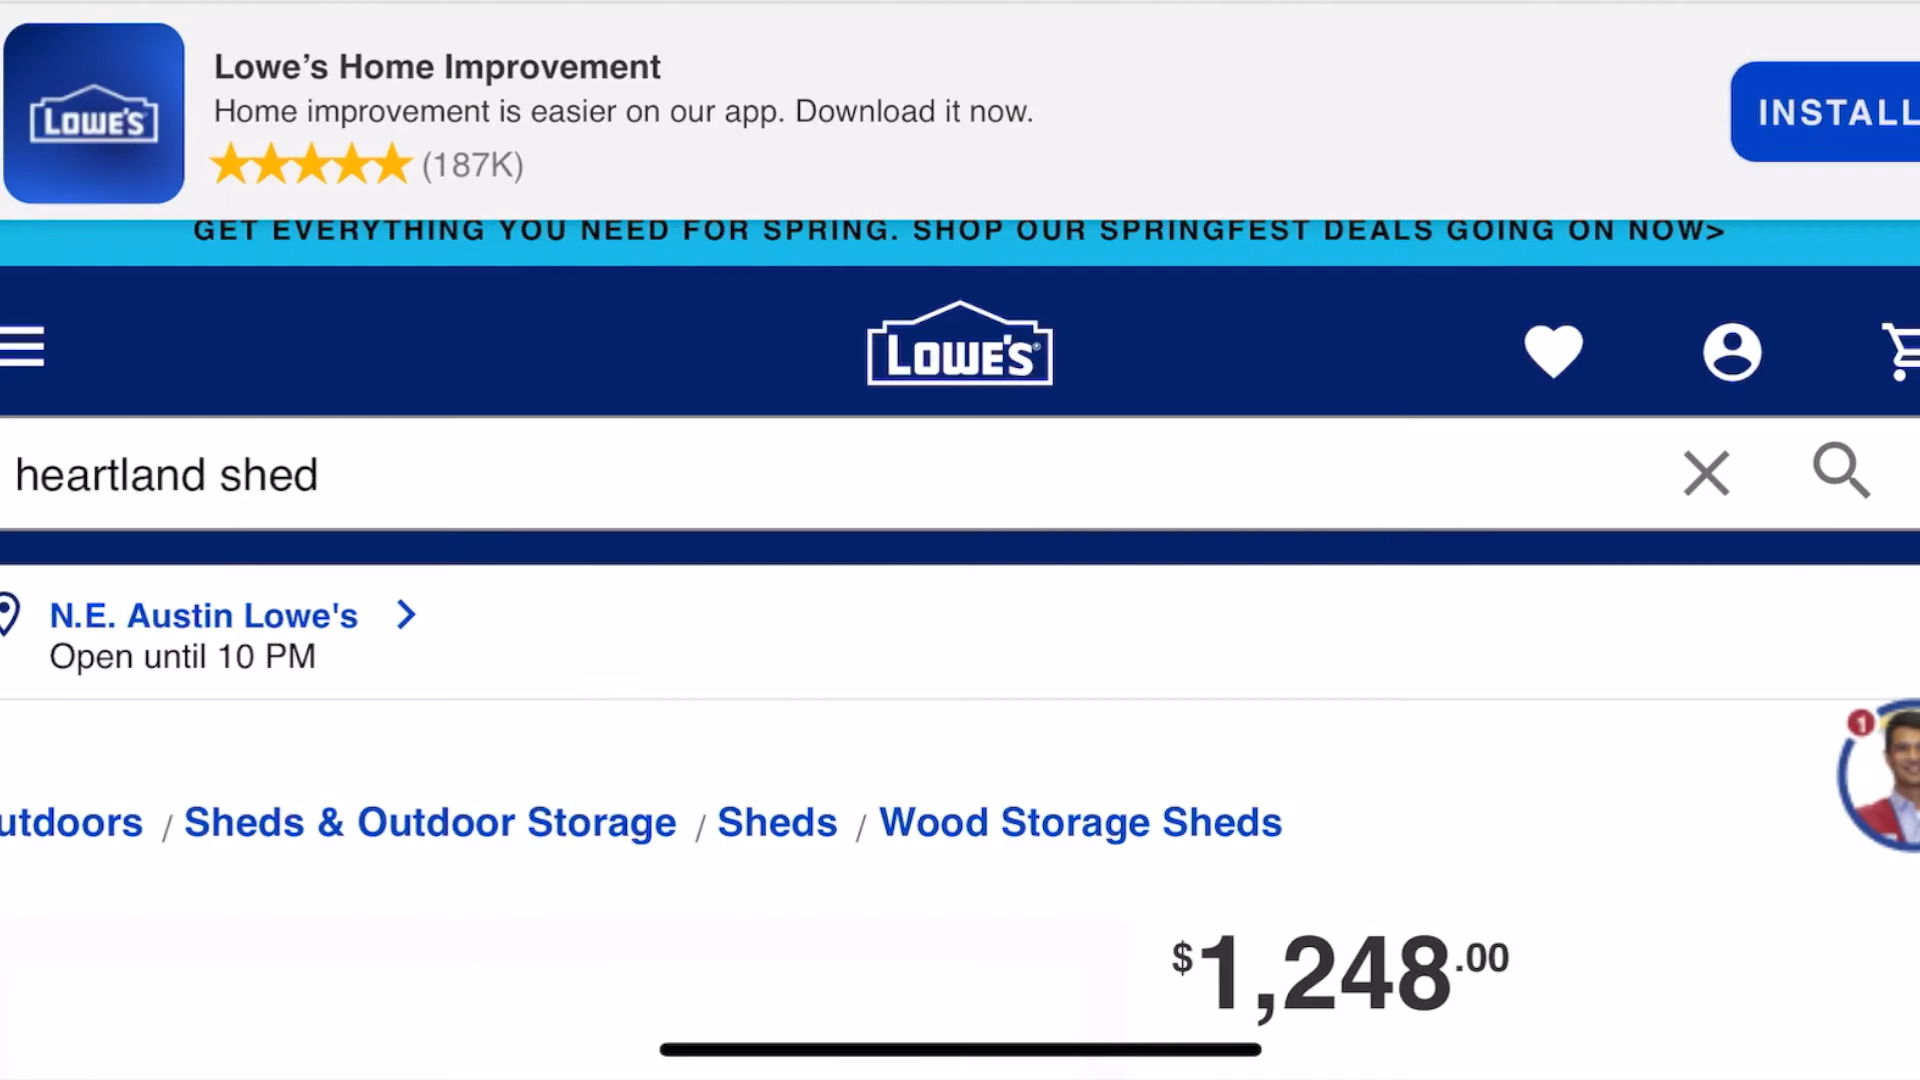 Lowe’s Home Improvement
Home improvement is easier on our app. Download it now.
(187K)
LOWE'S
INSTALL
GET EVERYTHING YOU NEED FOR SPRING. SHOP OUR SPRINGFEST DEALS GOING ON NOW>
LOWE'S®
heartland shed
N.E. Austin Lowe's
Open until 10 PM
1
utdoors / Sheds & Outdoor Storage / Sheds / Wood Storage Sheds
$1,248.00